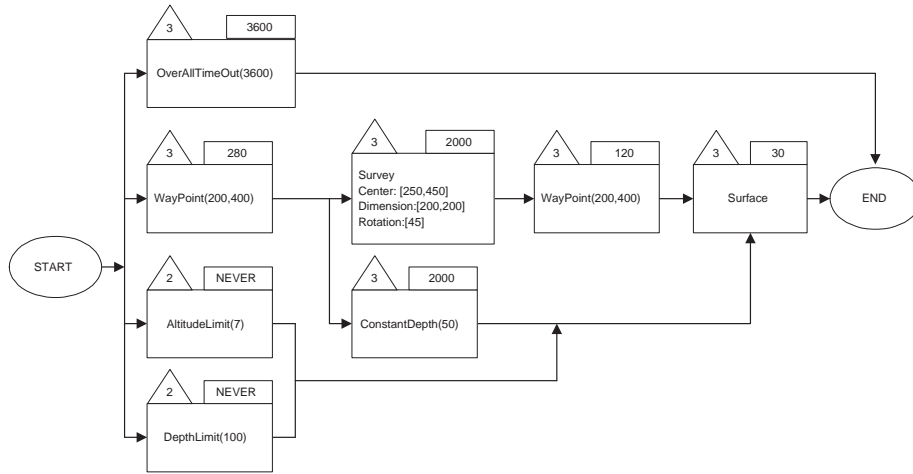 3
3600
OverAllTimeOut(3600)
3
280
WayPoint(200,400)
3
2000
Survey
Center: [250,450]
Dimension:[200,200]
Rotation:[45]
3
120
WayPoint(200,400)
3
30
Surface
END
START
2
NEVER
AltitudeLimit(7)
3
2000
ConstantDepth(50)
2
NEVER
DepthLimit(100)